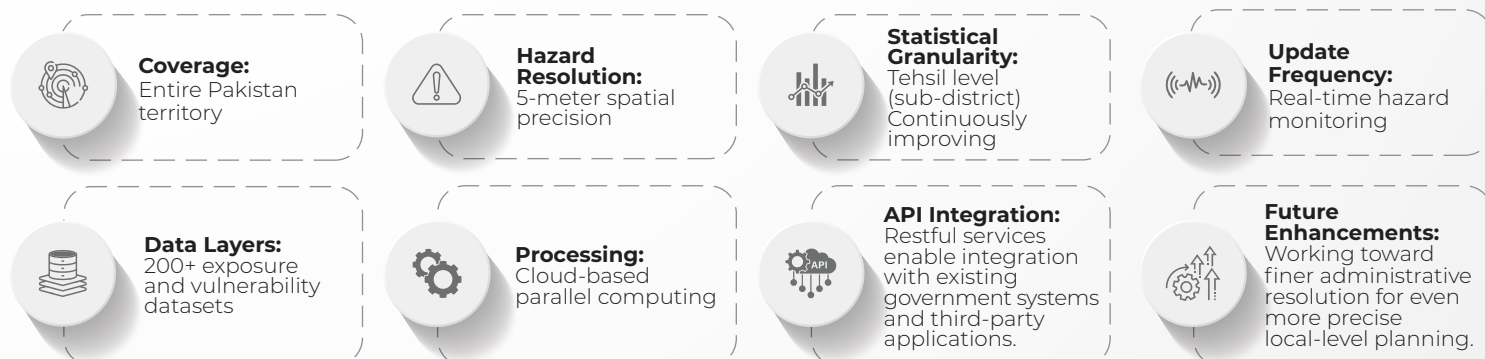 Coverage:
Entire Pakistan
territory
Hazard
Resolution:
5-meter spatial
precision
Statistical
Granularity:
Tehsil level
(sub-district)
Continuously
improving
Update
Frequency:
Real-time hazard
monitoring
Data Layers:
200+ exposure
and vulnerability
datasets
Processing:
Cloud-based
parallel computing
API
API Integration:
Restful services
enable integration
with existing
government systems
and third-party
applications.
Future
Enhancements:
Working toward
finer administrative
resolution for even
more precise
local-level planning.